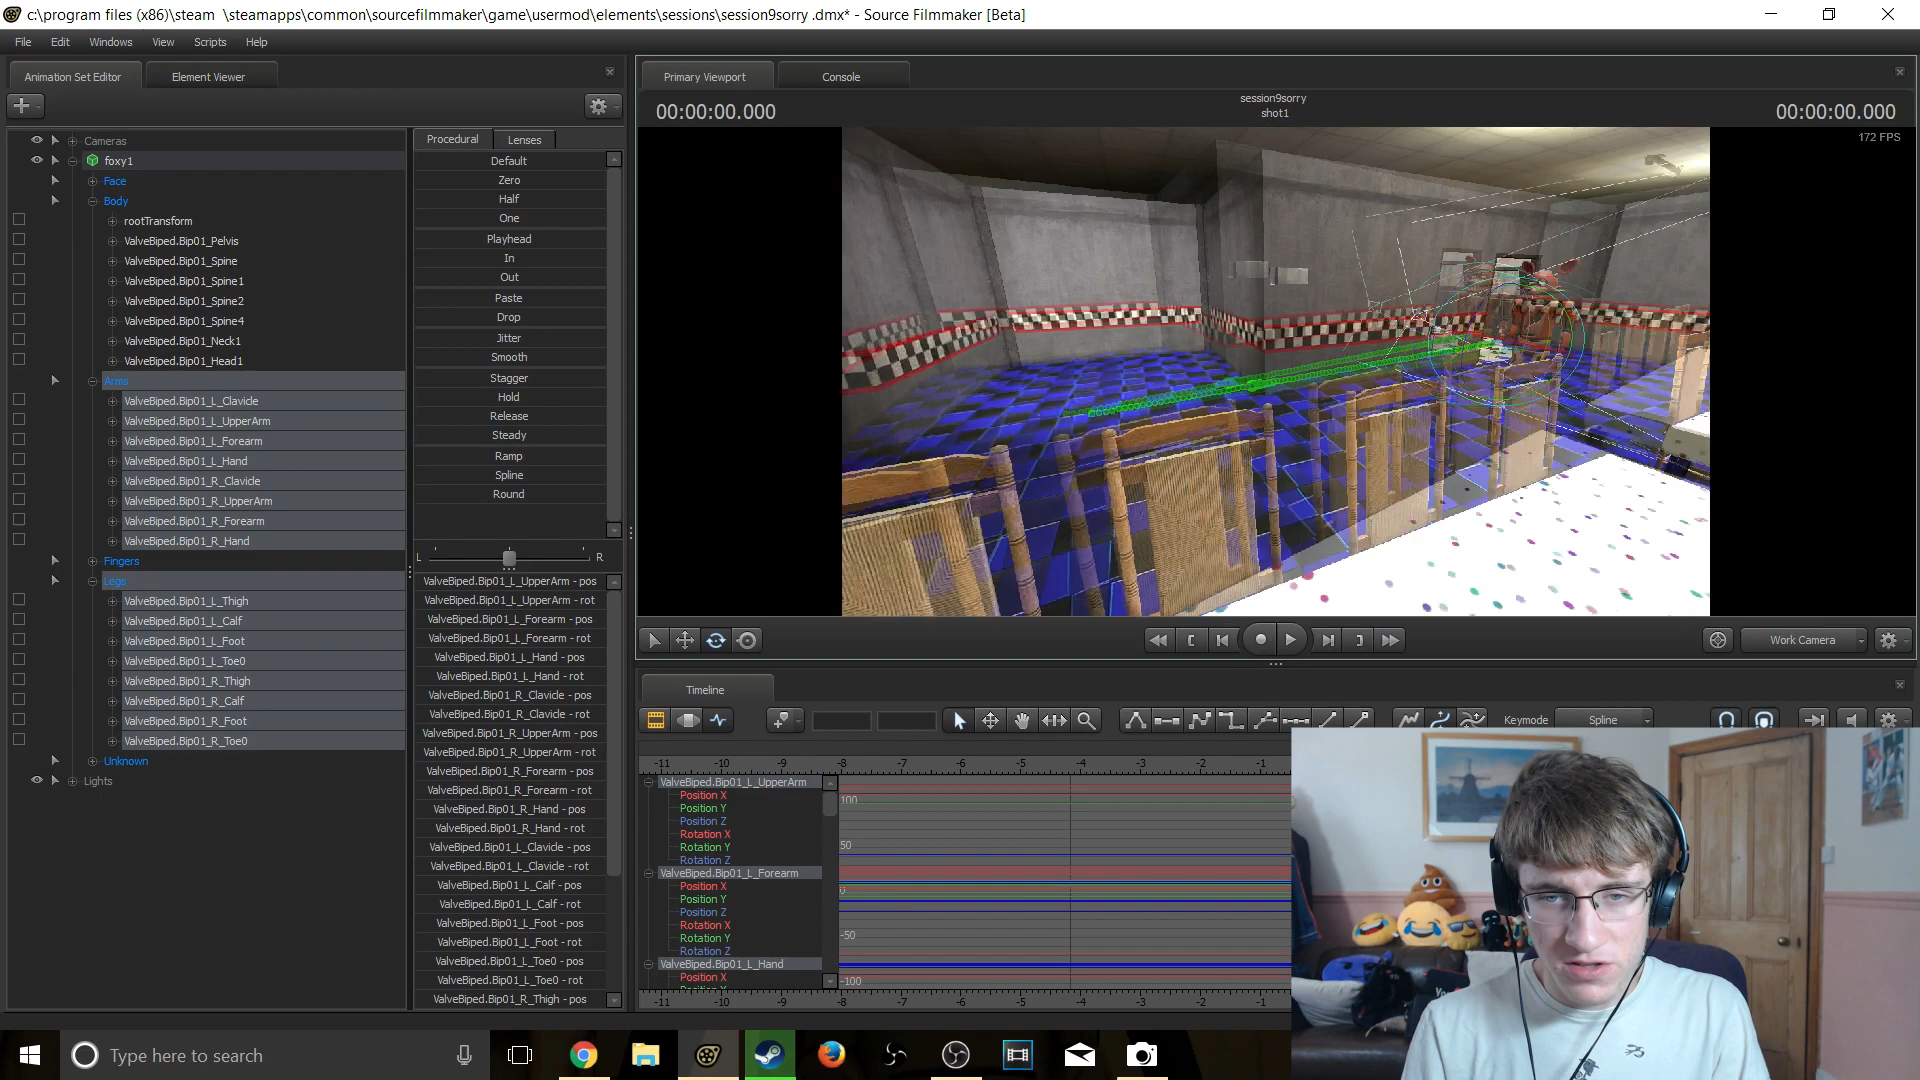 c:\program files (x86)\steam  \steamapps\common\sourcefilmmaker\game\usermod\elements\sessions\session9sorry .dmx* - Source Filmmaker [Beta]
File
Edit
Windows
View
Scripts
Help
Animation Set Editor
Element Viewer
Cameras
foxy1
Face
Body
rootTransform
ValveBiped.Bip01_Pelvis
ValveBiped.Bip01_Spine
ValveBiped.Bip01_Spine1
ValveBiped.Bip01_Spine2
ValveBiped.Bip01_Spine4
ValveBiped.Bip01_Neck1
ValveBiped.Bip01_Head1
Arms
ValveBiped.Bip01_L_Clavicle
ValveBiped.Bip01_L_UpperArm
ValveBiped.Bip01_L_Forearm
ValveBiped.Bip01_L_Hand
ValveBiped.Bip01_R_Clavicle
ValveBiped.Bip01_R_UpperArm
ValveBiped.Bip01_R_Forearm
ValveBiped.Bip01_R_Hand
Fingers
Legs
ValveBiped.Bip01_L_Thigh
ValveBiped.Bip01_L_Calf
ValveBiped.Bip01_L_Foot
ValveBiped.Bip01_L_Toe0
ValveBiped.Bip01_R_Thigh
ValveBiped.Bip01_R_Calf
ValveBiped.Bip01_R_Foot
ValveBiped.Bip01_R_Toe0
Unknown
Lights
Procedural
Lenses
Default
Zero
Half
One
Playhead
In
Out
Paste
Drop
Jitter
Smooth
Stagger
Hold
Release
Steady
Ramp
Spline
Round
L
R
ValveBiped.Bip01_L_UpperArm - pos
ValveBiped.Bip01_L_UpperArm - rot
ValveBiped.Bip01_L_Forearm - pos
ValveBiped.Bip01_L_Forearm - rot
ValveBiped.Bip01_L_Hand - pos
ValveBiped.Bip01_L_Hand - rot
ValveBiped.Bip01_R_Clavicle - pos
ValveBiped.Bip01_R_Clavicle - rot
ValveBiped.Bip01_R_UpperArm - pos
ValveBiped.Bip01_R_UpperArm - rot
ValveBiped.Bip01_R_Forearm - pos
ValveBiped.Bip01_R_Forearm - rot
ValveBiped.Bip01_R_Hand - pos
ValveBiped.Bip01_R_Hand - rot
ValveBiped.Bip01_L_Clavicle - pos
ValveBiped.Bip01_L_Clavicle - rot
ValveBiped.Bip01_L_Calf - pos
ValveBiped.Bip01_L_Calf - rot
ValveBiped.Bip01_L_Foot - pos
ValveBiped.Bip01_L_Foot - rot
ValveBiped.Bip01_L_Toe0 - pos
ValveBiped.Bip01_L_Toe0 - rot
ValveBiped.Bip01_R_Thigh - pos
Primary Viewport
Console
00:00:00.000
session9sorry
shot1
00:00:00.000
172 FPS
Work Camera
Timeline
Keymode
Spline
-11 -10 -9 -8 -7 -6 -5 -4 -3 -2 -1
ValveBiped.Bip01_L_UpperArm
Position X
Position Y
Position Z
Rotation X
Rotation Y
Rotation Z
ValveBiped.Bip01_L_Forearm
Position X
Position Y
Position Z
Rotation X
Rotation Y
Rotation Z
ValveBiped.Bip01_L_Hand
Position X
100
50
0
-50
-100
-11 -10 -9 -8 -7 -6 -5 -4 -3 -2 -1
Type here to search